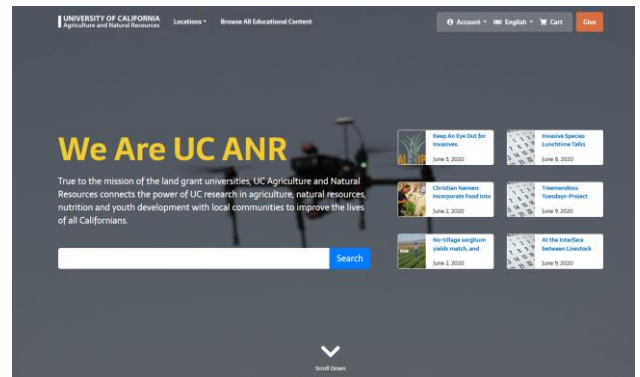 UNIVERSITY OF CALIFORNIA
Agriculture and Natural Resources
Locations
Browse All Educational Content
Account
English
Cart
Give
We Are UC ANR
True to the mission of the land grant universities, UC Agriculture and Natural
Resources connects the power of UC research in agriculture, natural resources,
nutrition and youth development with local communities to improve the lives
of all Californians.
Search
Keep An Eye Out for
Invasives.
June 5, 2020
Invasive Species
Lunchtime Talks
June 8, 2020
Christian Nansen:
Incorporate Food Into
June 2, 2020
Treemendous
Tuesdays-Project
June 9, 2020
No-tillage sorghum
yields match, and
June 2, 2020
At the Interface
between Livestock
June 9, 2020
Scroll Down